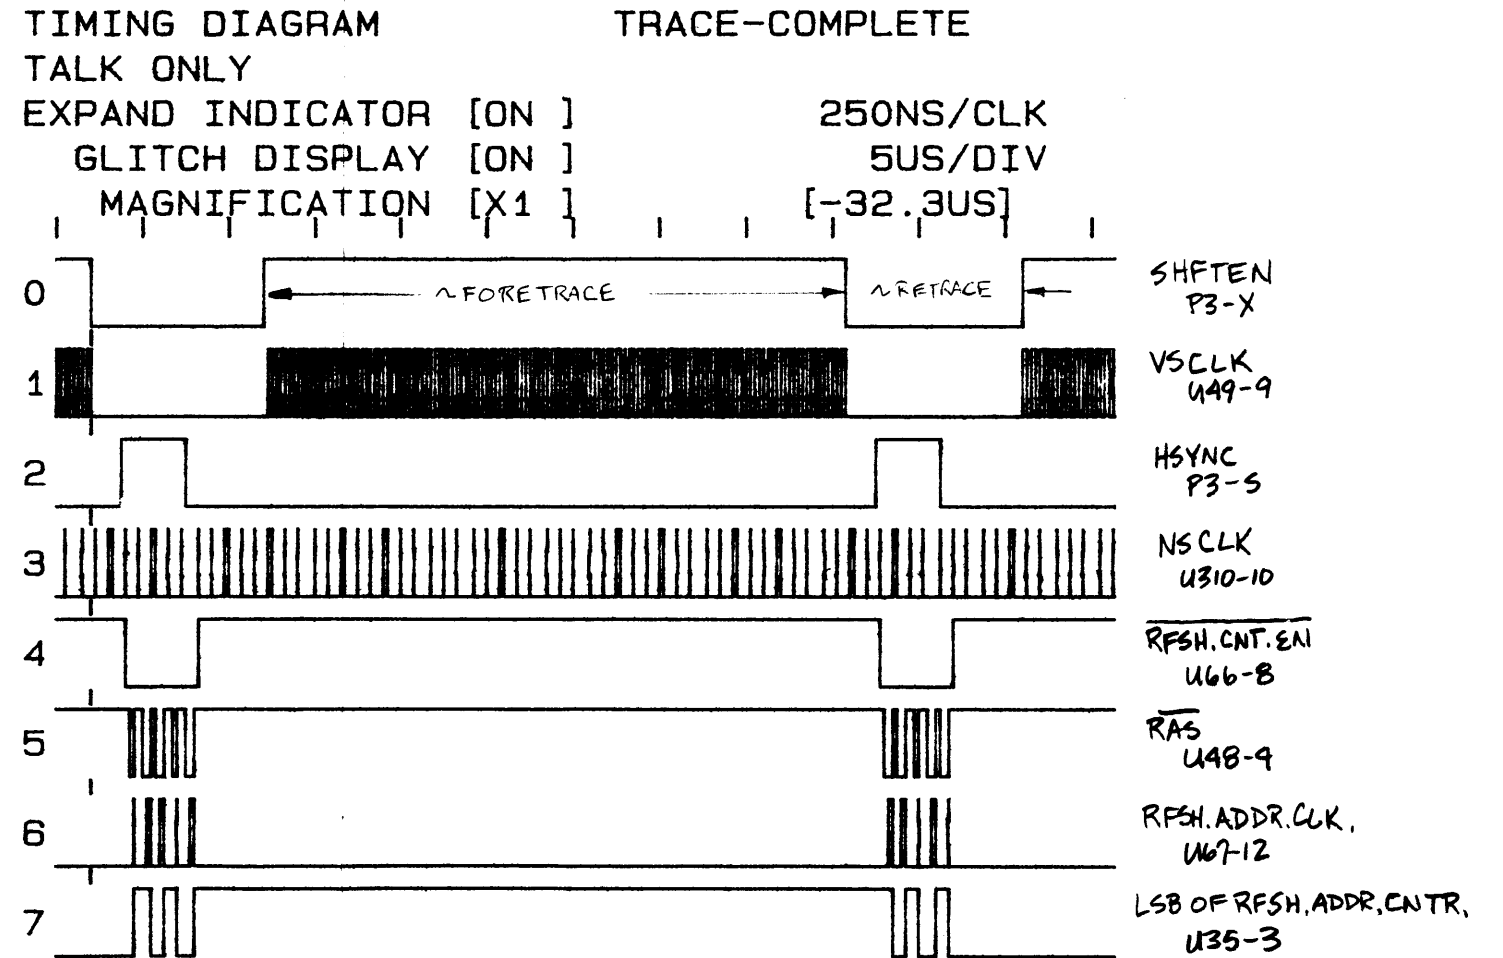 TIMING DIAGRAM TRACE-COMPLETE
TALK ONLY
EXPAND INDICATOR [ON ] 250NS/CLK
GLITCH DISPLAY [ON ] 5US/DIV
MAGNIFICATION [X1 ] [-32.3US]
0 ~FORETRACE ~RETRACE SHFTEN
P3-X
1 VSCLK
U49-9
2 HSYNC
P3-S
3 NSCLK
U310-10
4 RFSH.CNT.EN
U66-8
5 RAS
U48-4
6 RFSH.ADDR.CLK.
U67-12
7 LSB OF RFSH.ADDR.CNTR.
U35-3